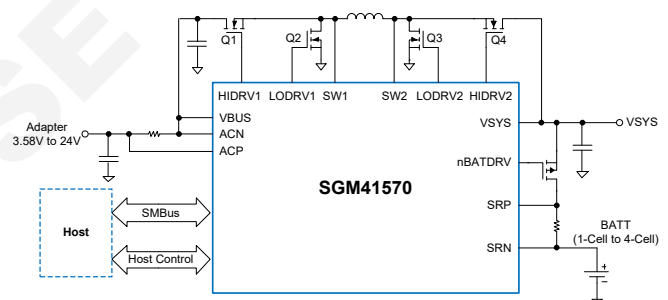 Q1
Q2
Q3
Q4
HIDRV1
LODRV1
SW1
SW2
LODRV2
HIDRV2
VBUS
ACN
ACP
Adapter
3.58V to 24V
VSYS
VSYS
nBATDRV
SGM41570
SRP
SRN
BATT
(1-Cell to 4-Cell)
Host
SMBus
Host Control
SE